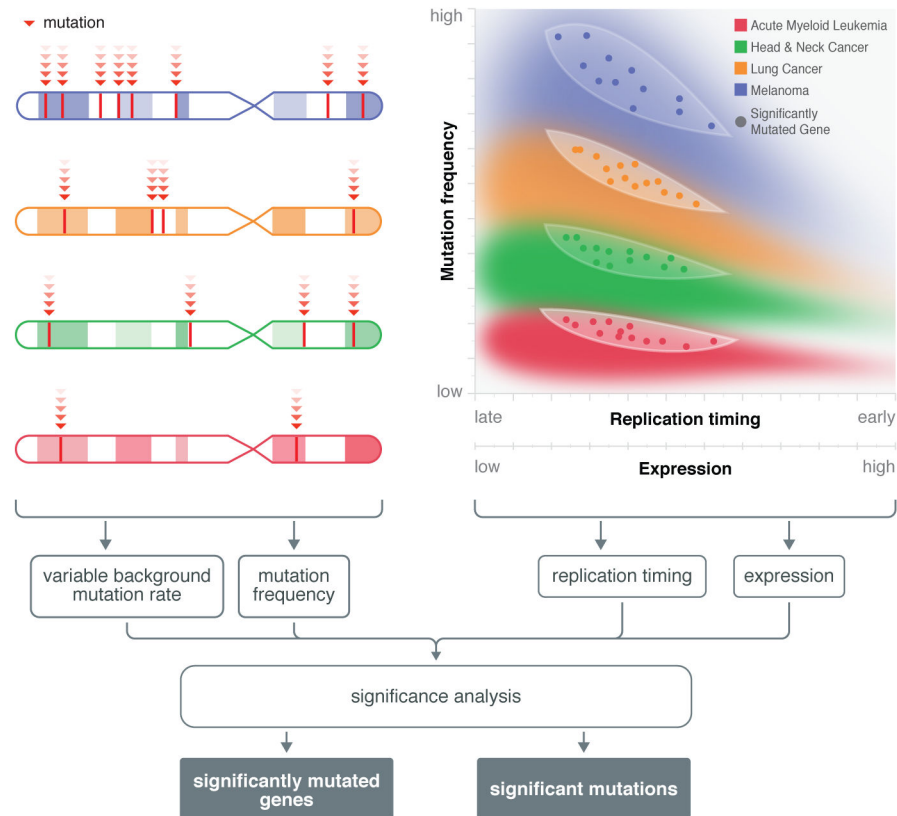 mutation
high
Acute Myeloid Leukemia
Head & Neck Cancer
Lung Cancer
Melanoma
Significantly
Mutated Gene
Mutation frequency
low
late
Replication timing
early
low
Expression
high
variable background
mutation rate
mutation
frequency
replication timing
expression
significance analysis
significantly mutated
genes
significant mutations